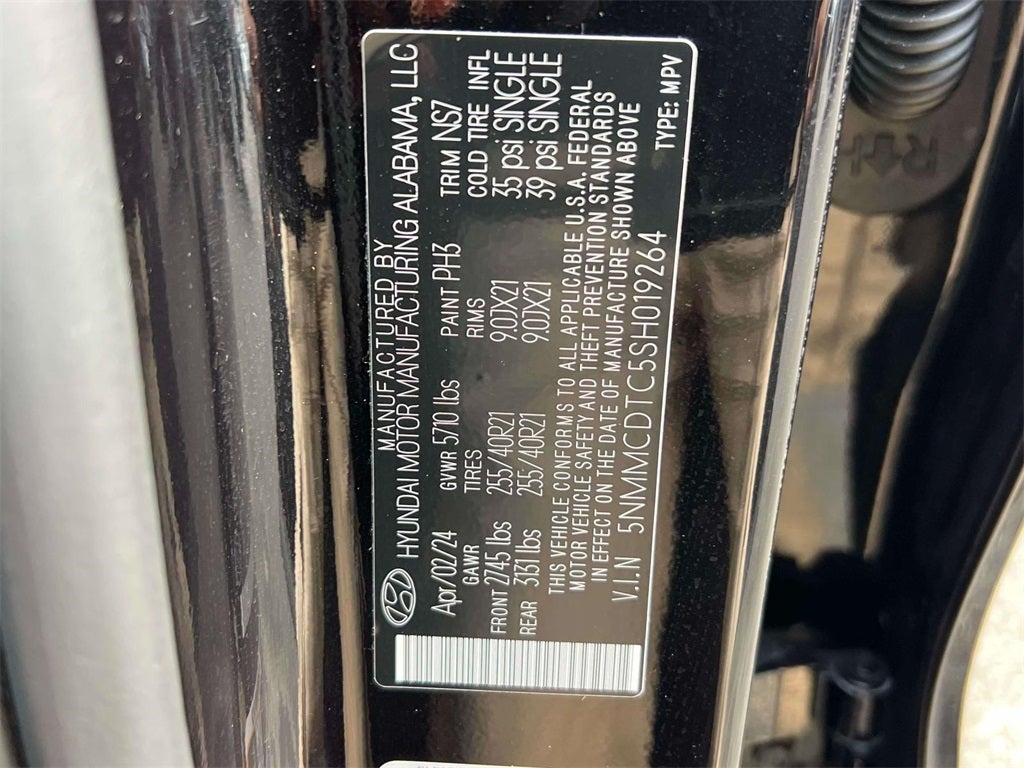 MANUFACTURED BY
HYUNDAI MOTOR MANUFACTURING ALABAMA, LLC
Apr/02/24 GVWR 5710 lbs PAINT PH3 TRIM NS7
GAWR TIRES RIMS COLD TIRE INFL
FRONT 2745 lbs 255/40R21 9.0JX21 35 psi SINGLE
REAR 3131 lbs 255/40R21 9.0JX21 39 psi SINGLE
THIS VEHICLE CONFORMS TO ALL APPLICABLE U.S.A. FEDERAL
MOTOR VEHICLE SAFETY AND THEFT PREVENTION STANDARDS
IN EFFECT ON THE DATE OF MANUFACTURE SHOWN ABOVE
V.I.N 5NMMCDTC5SH019264 TYPE: MPV
R